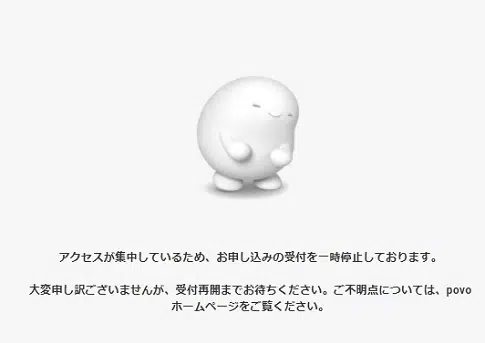 アクセスが集中しているため、お申し込みの受付を一時停止しております。
大変申し訳ございませんが、受付再開までお待ちください。ご不明点については、povo
ホームページをご覧ください。